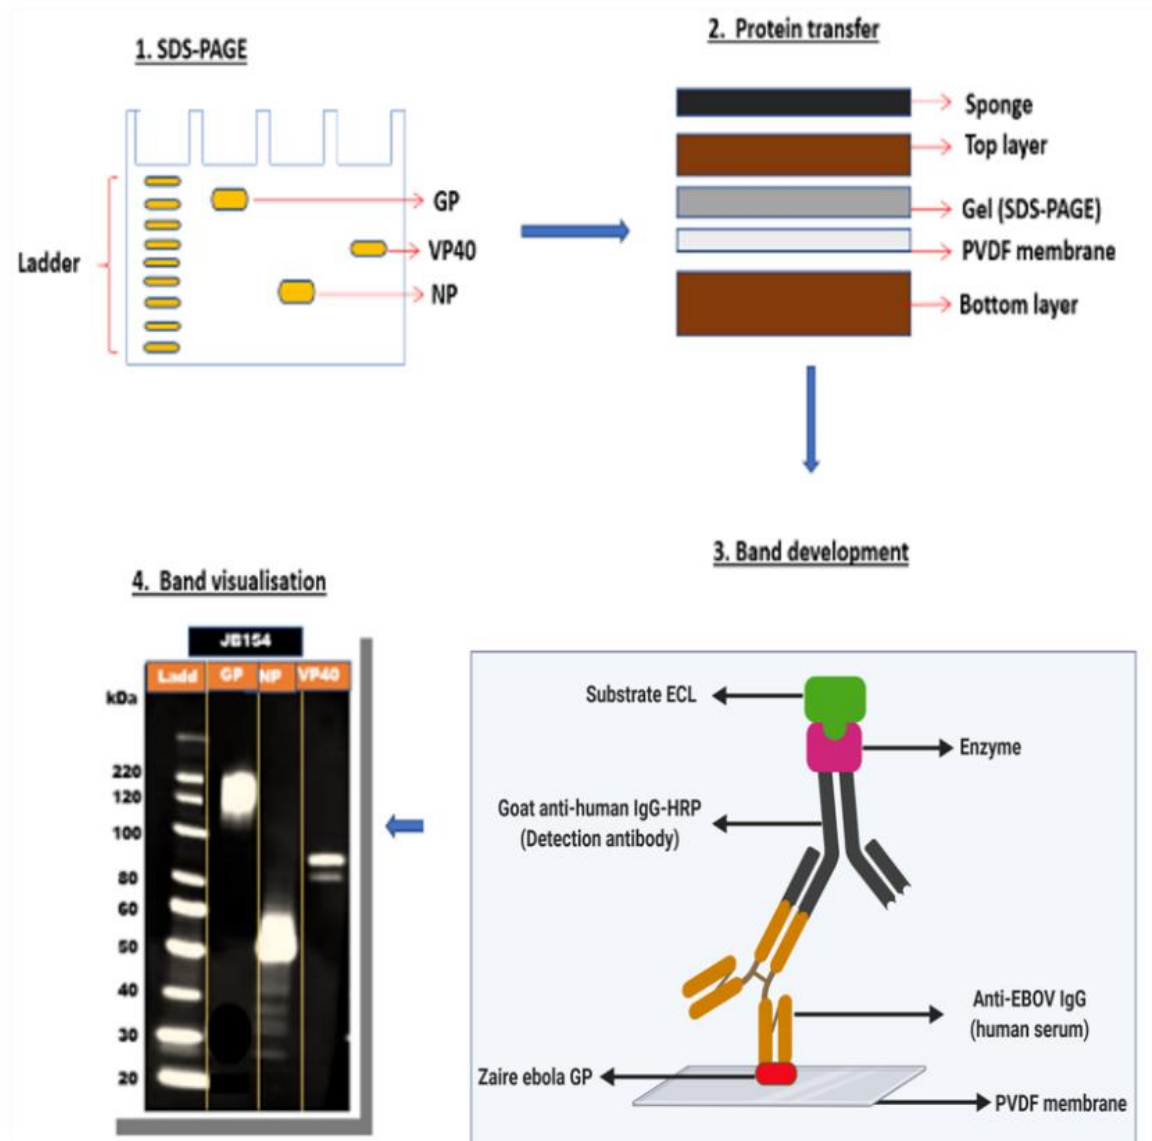 1. SDS-PAGE
Ladder
GP
VP40
NP
2. Protein transfer
Sponge
Top layer
Gel (SDS-PAGE)
PVDF membrane
Bottom layer
3. Band development
Substrate ECL
Enzyme
Goat anti-human IgG-HRP
(Detection antibody)
Anti-EBOV IgG
(human serum)
Zaire ebola GP
PVDF membrane
4. Band visualisation
JB154
Ladd GP NP VP40
kDa
220
120
100
80
60
50
40
30
20